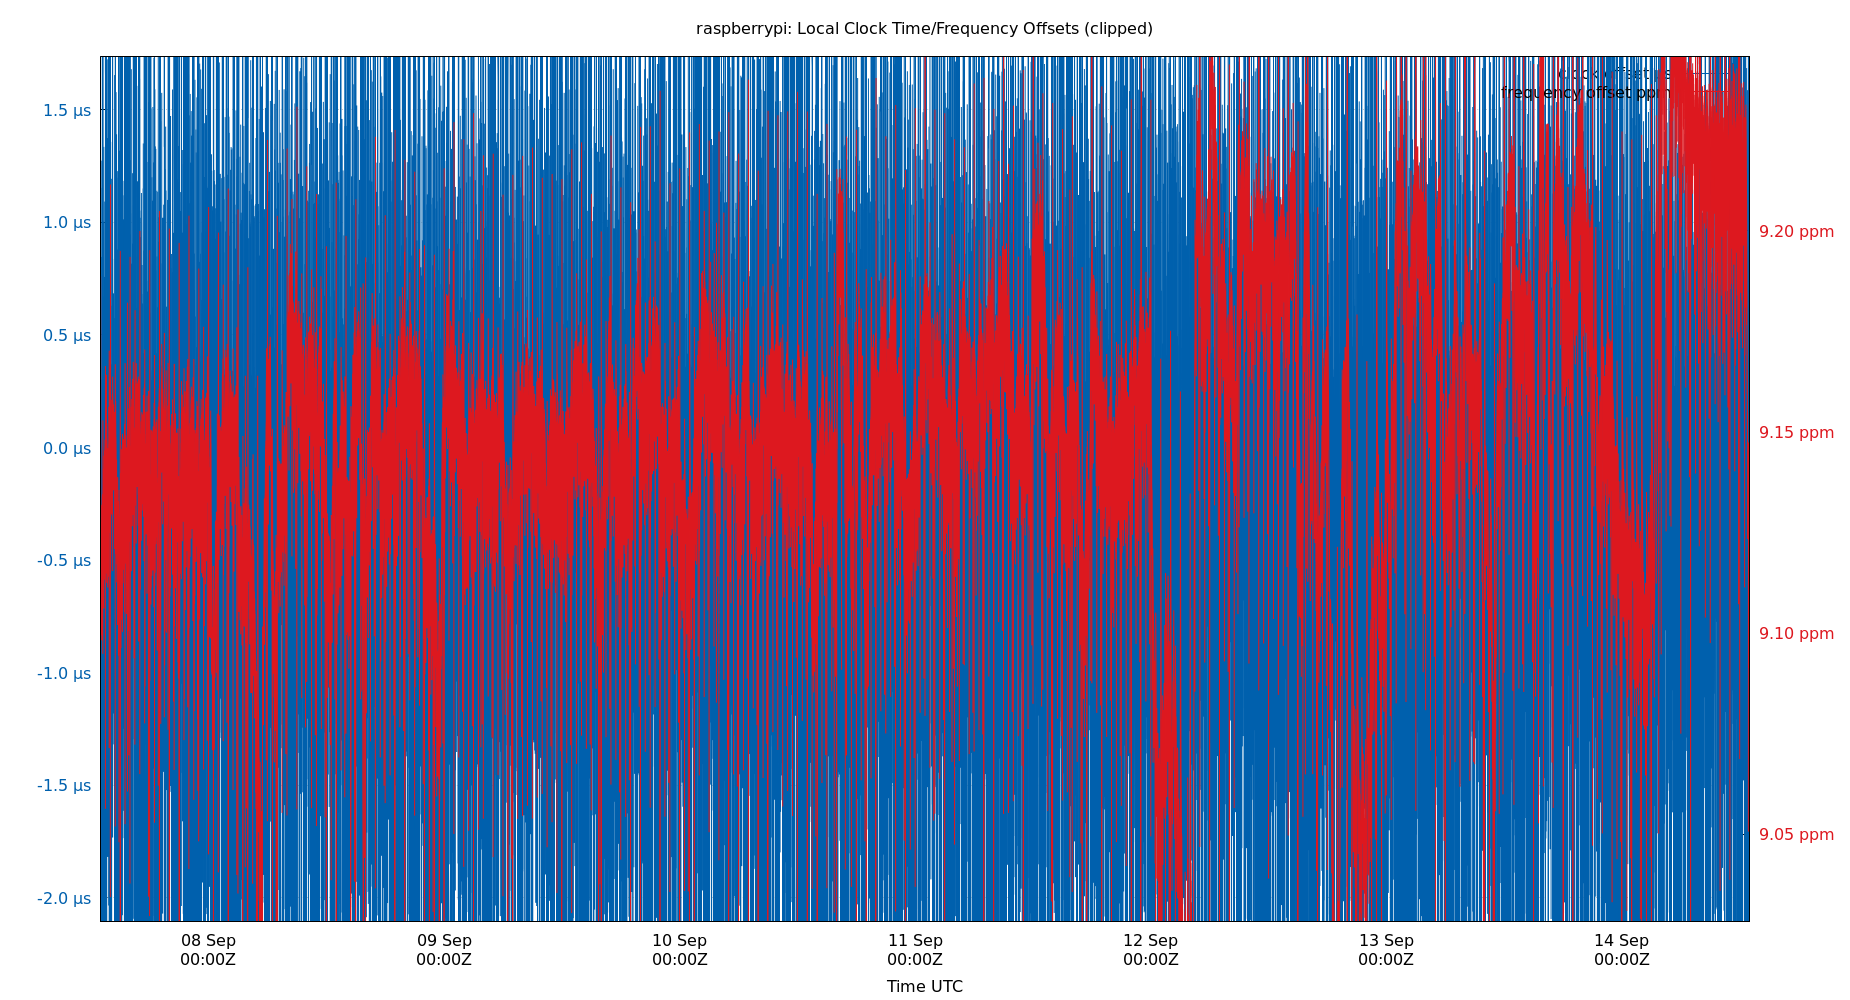 raspberrypi: Local Clock Time/Frequency Offsets (clipped)
clock offset µs
frequency offset ppm
1.5 µs
1.0 µs
0.5 µs
0.0 µs
-0.5 µs
-1.0 µs
-1.5 µs
-2.0 µs
9.20 ppm
9.15 ppm
9.10 ppm
9.05 ppm
08 Sep 09 Sep 10 Sep 11 Sep 12 Sep 13 Sep 14 Sep
00:00Z 00:00Z 00:00Z 00:00Z 00:00Z 00:00Z 00:00Z
Time UTC